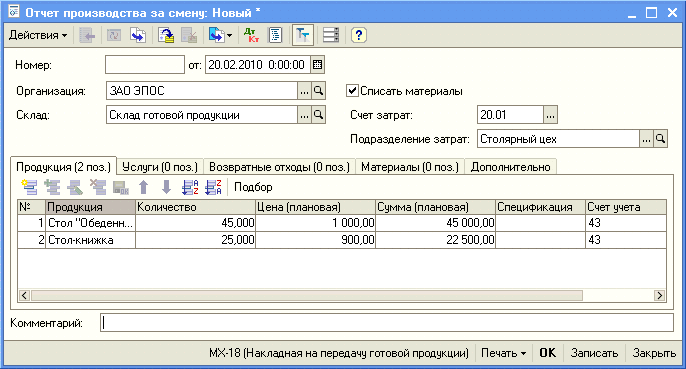 Отчет производства за смену: Новый *
Действия
Дт Кт
Номер: от: 20.02.2010 0:00:00
Организация: ЗАО ЭПОС ... Списать материалы
Склад: Склад готовой продукции ... Счет затрат: 20.01 ...
Подразделение затрат: Столярный цех ...
Продукция (2 поз.) Услуги (0 поз.) Возвратные отходы (0 поз.) Материалы (0 поз.) Дополнительно
Подбор
№ Продукция Количество Цена (плановая) Сумма (плановая) Спецификация Счет учета
1 Стол "Обеденн... 45,000 1 000,00 45 000,00 43
2 Стол-книжка 25,000 900,00 22 500,00 43
Комментарий:
МХ-18 (Накладная на передачу готовой продукции) Печать OK Записать Закрыть